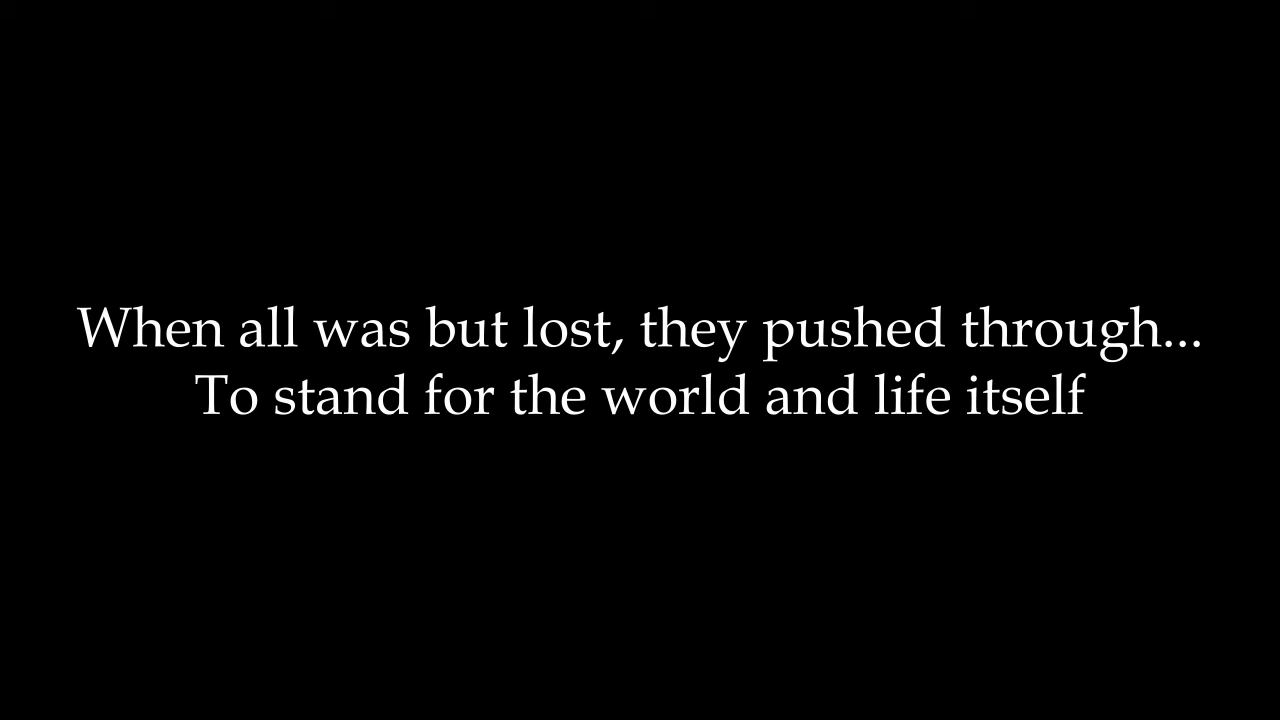 When all was but lost, they pushed through...
To stand for the world and life itself